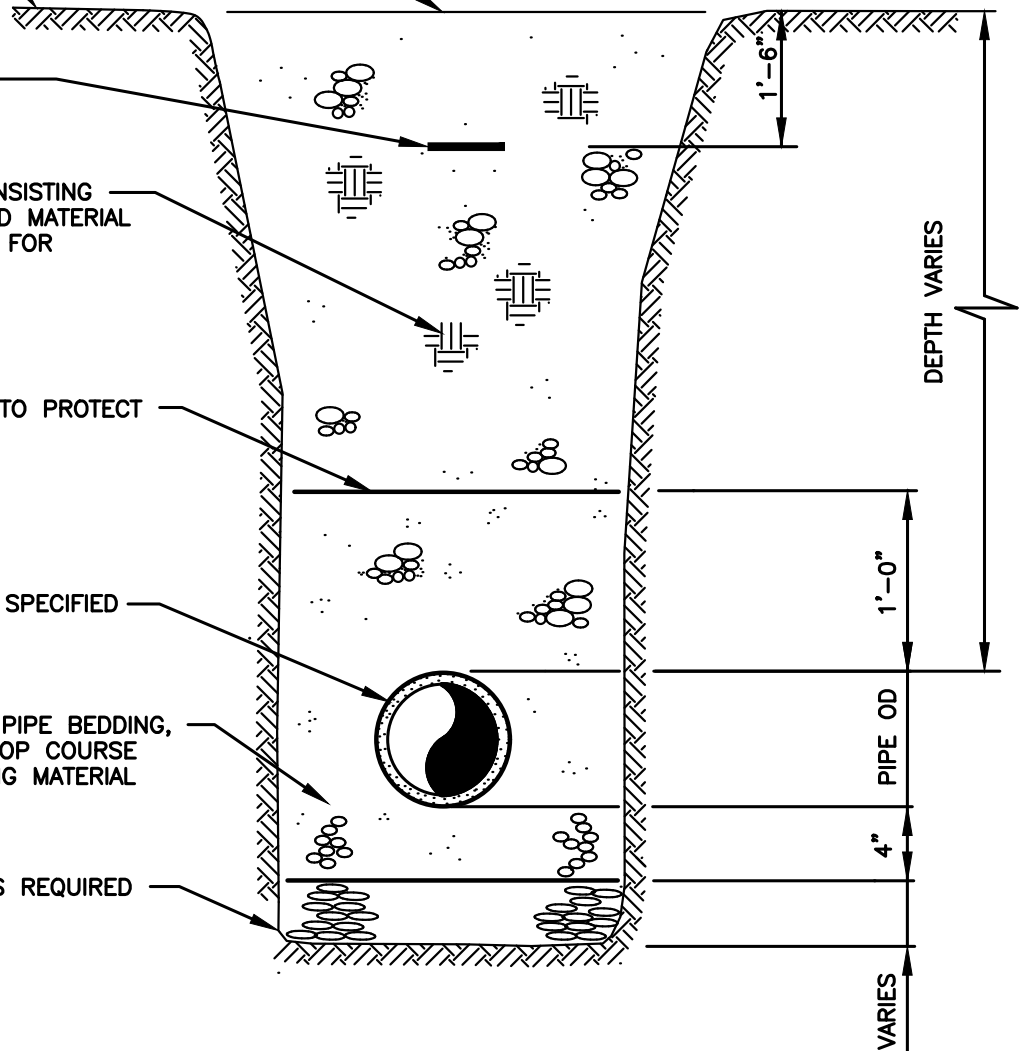 1'-6"
NSISTING
D MATERIAL
FOR
DEPTH VARIES
TO PROTECT
1'-0"
SPECIFIED
PIPE OD
PIPE BEDDING,
OP COURSE
G MATERIAL
4"
S REQUIRED
VARIES